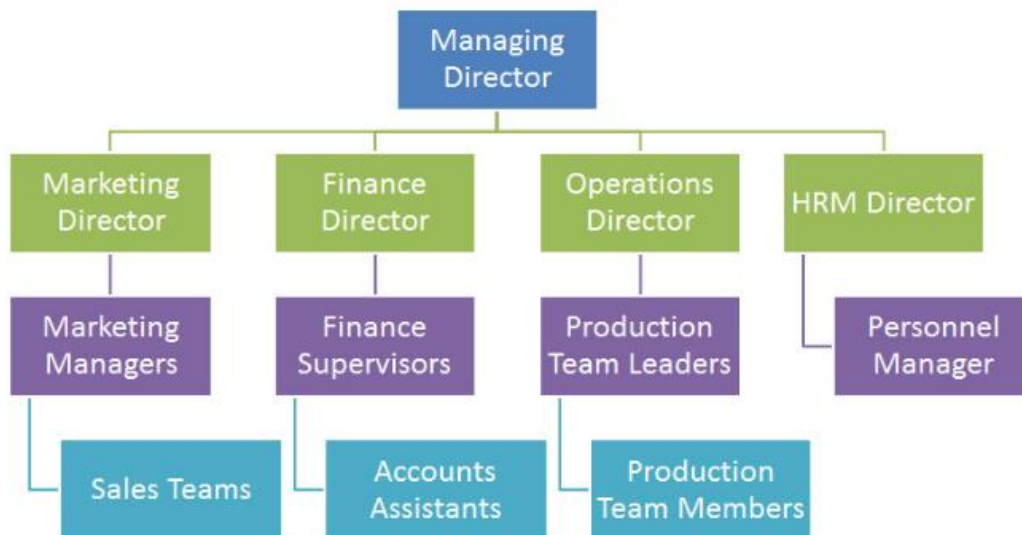 Managing
Director
Marketing
Director
Finance
Director
Operations
Director
HRM Director
Marketing
Managers
Finance
Supervisors
Production
Team Leaders
Personnel
Manager
Sales Teams
Accounts
Assistants
Production
Team Members